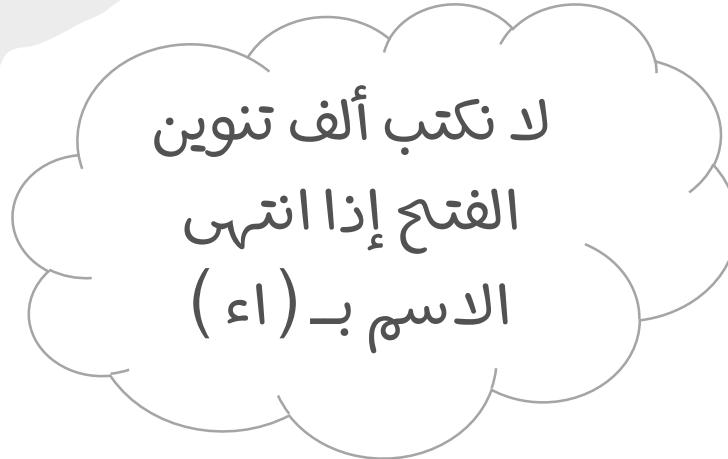 لا نكتب ألف تنوين
الفتح إذا انتهى
الاسم بـ ( اء )